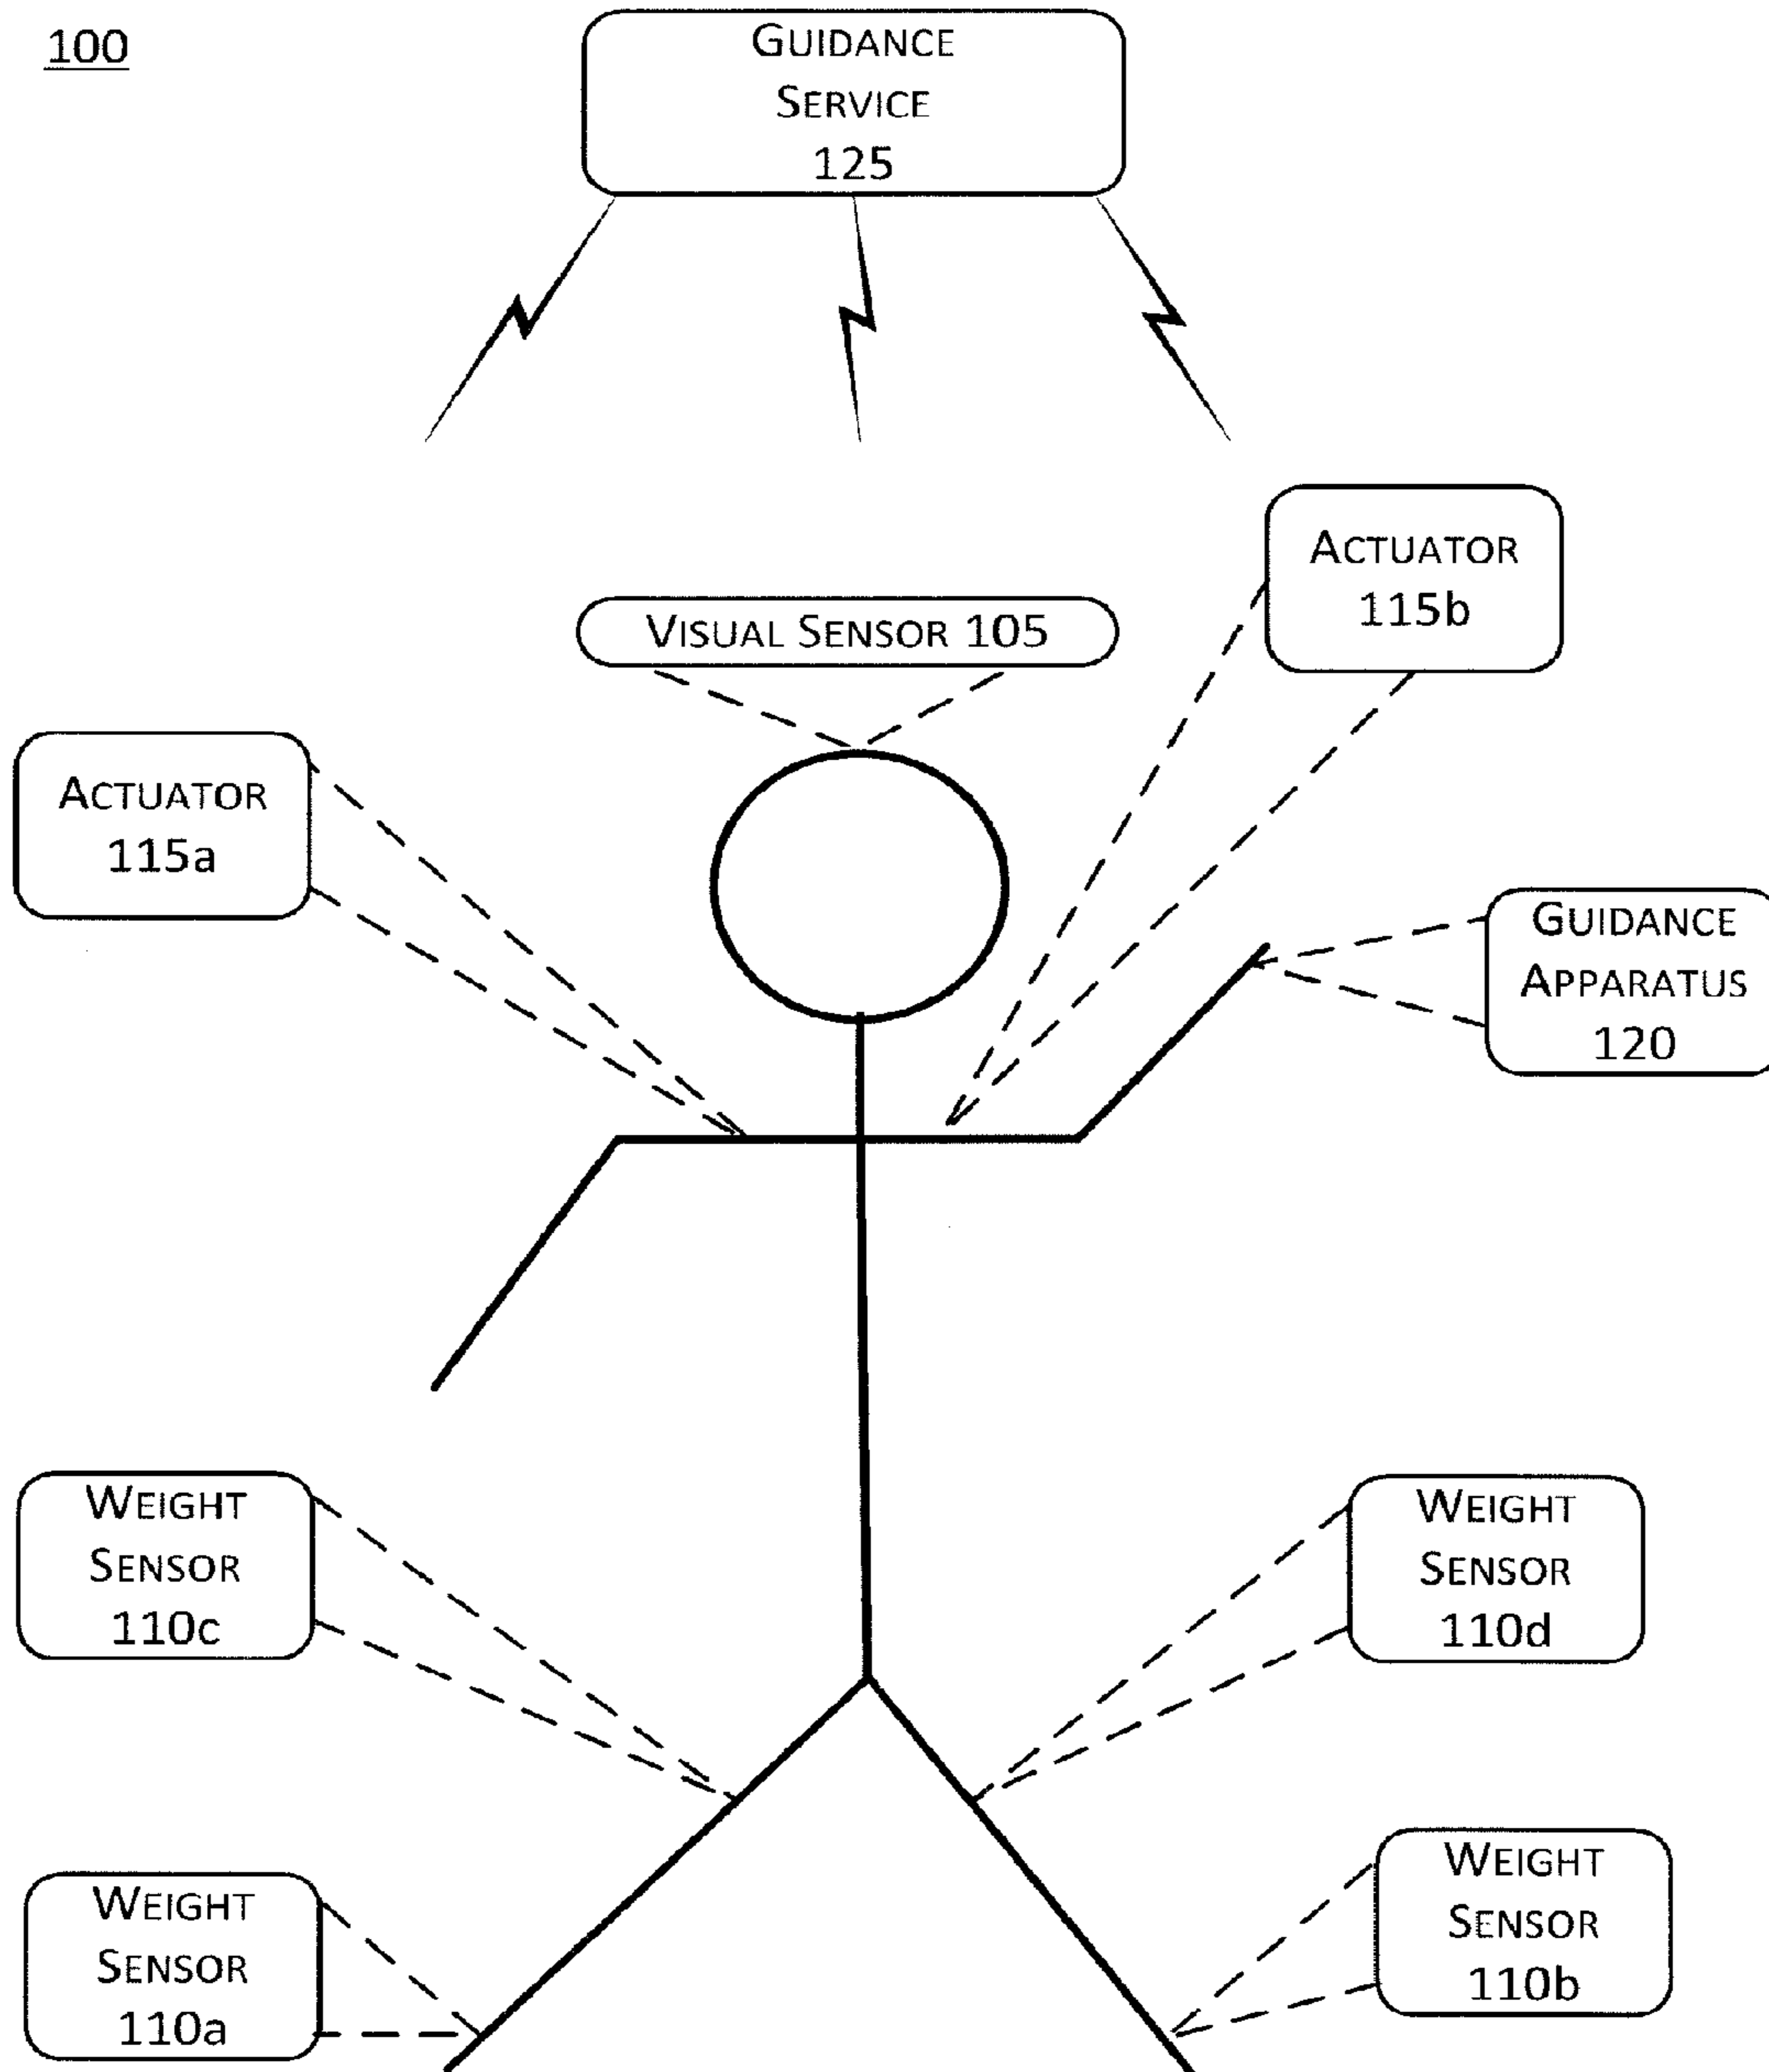 100
GUIDANCE
SERVICE
125
ACTUATOR
115b
VISUAL SENSOR 105
ACTUATOR
115a
GUIDANCE
APPARATUS
120
WEIGHT
SENSOR
110c
WEIGHT
SENSOR
110d
WEIGHT
SENSOR
110a
WEIGHT
SENSOR
110b